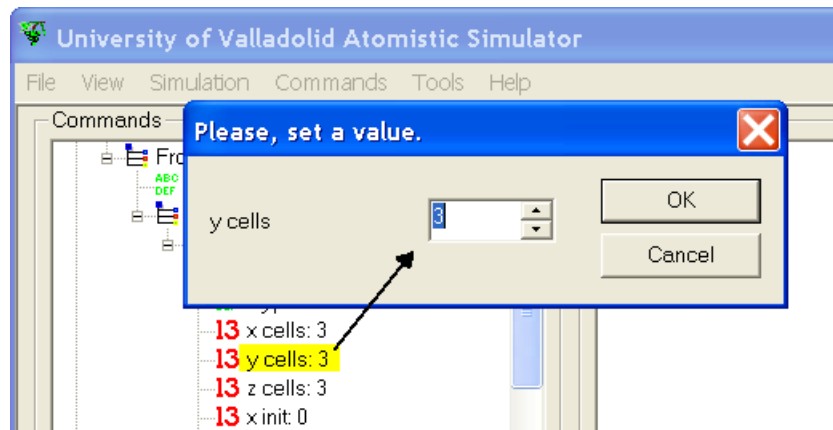 University of Valladolid Atomistic Simulator
File View Simulation Commands Tools Help
Commands
Please, set a value.
ABC
DEF
y cells
3
OK
Cancel
13 x cells: 3
13 y cells: 3
13 z cells: 3
13 x init: 0